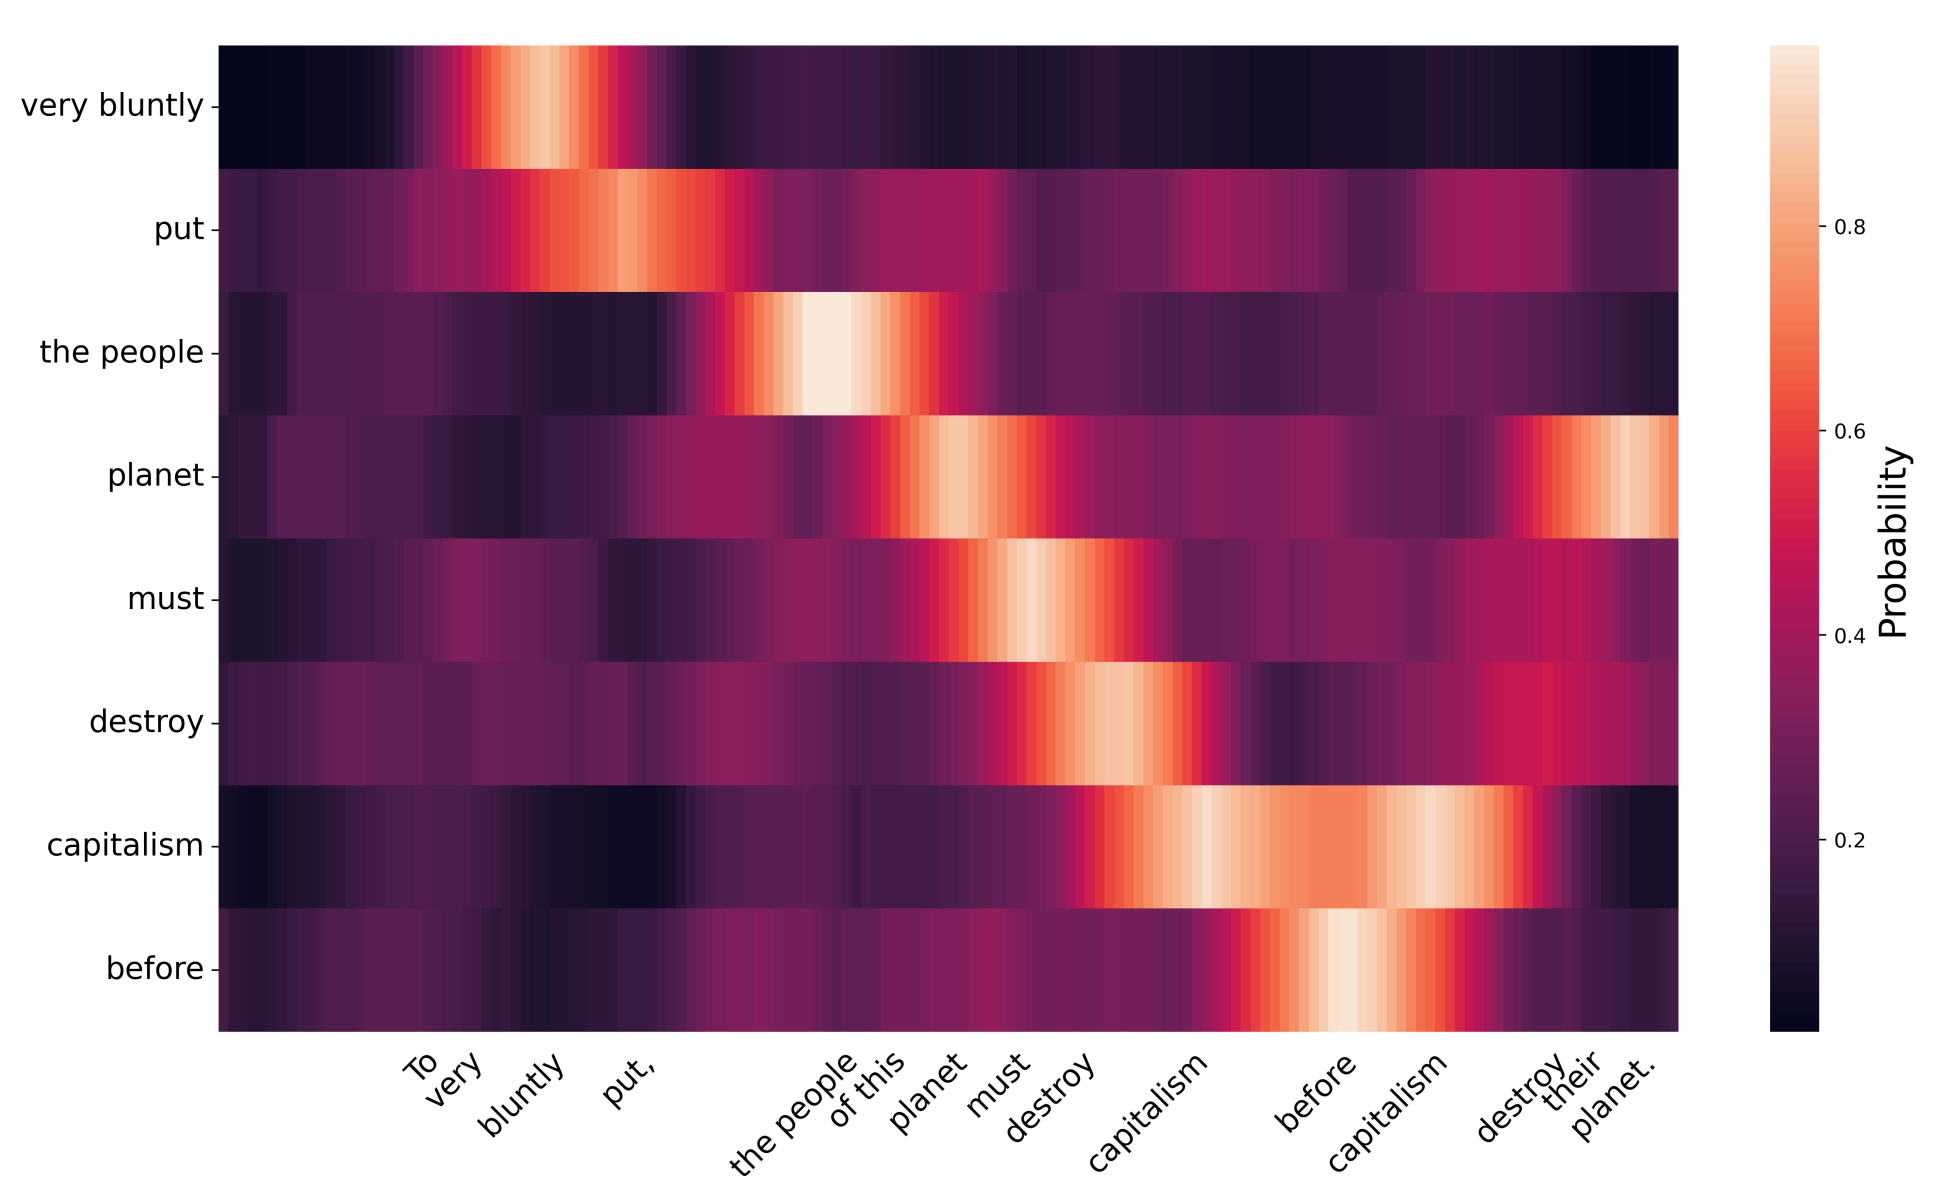 very bluntly
put
the people
planet
must
destroy
capitalism
before
To
very
bluntly
put,
the people
of this
planet
must
destroy
capitalism
before
capitalism
destroy
their
planet.
0.8
0.6
0.4
0.2
Probability